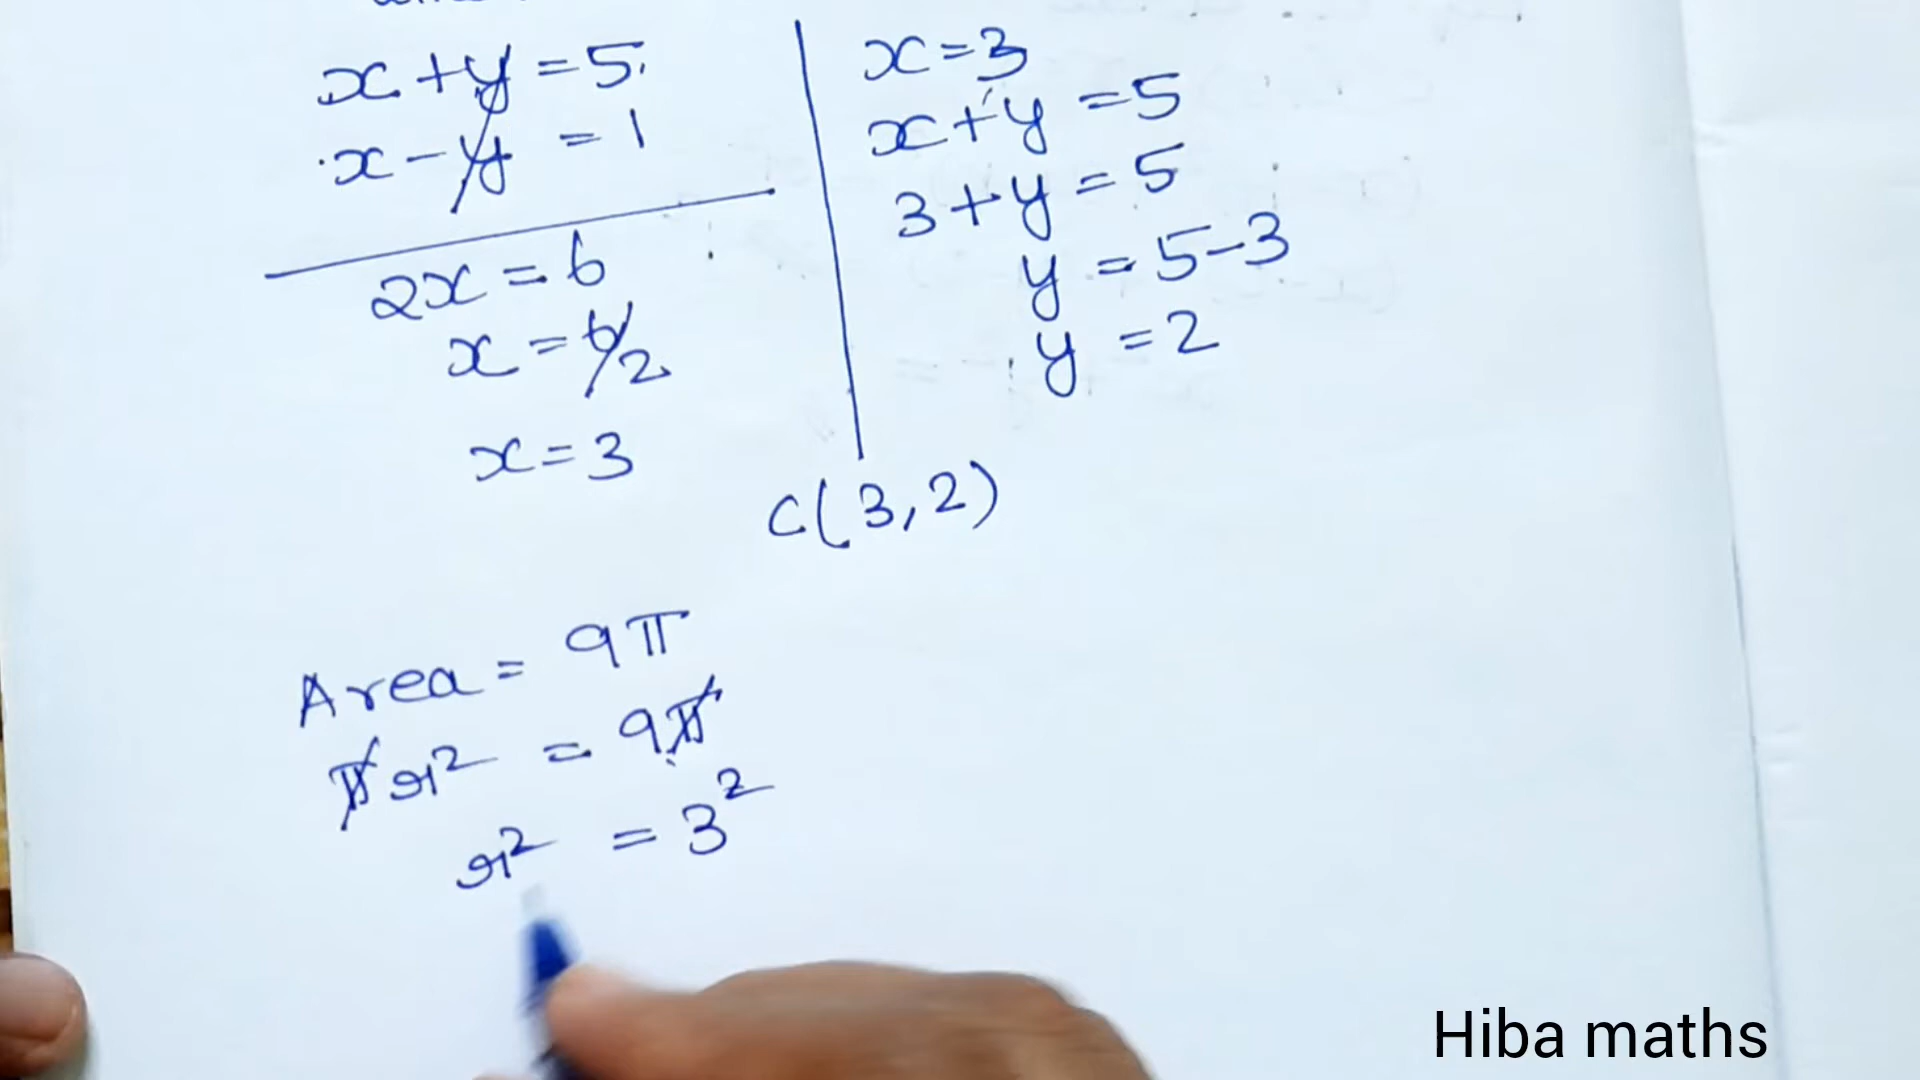 x+y=5
x-y=1
2x=6
x=6/2
x=3
x=3
x+y=5
3+y=5
y=5-3
y=2
C(3,2)
Area=9π
πr²=9π
r²=3²
Hiba maths